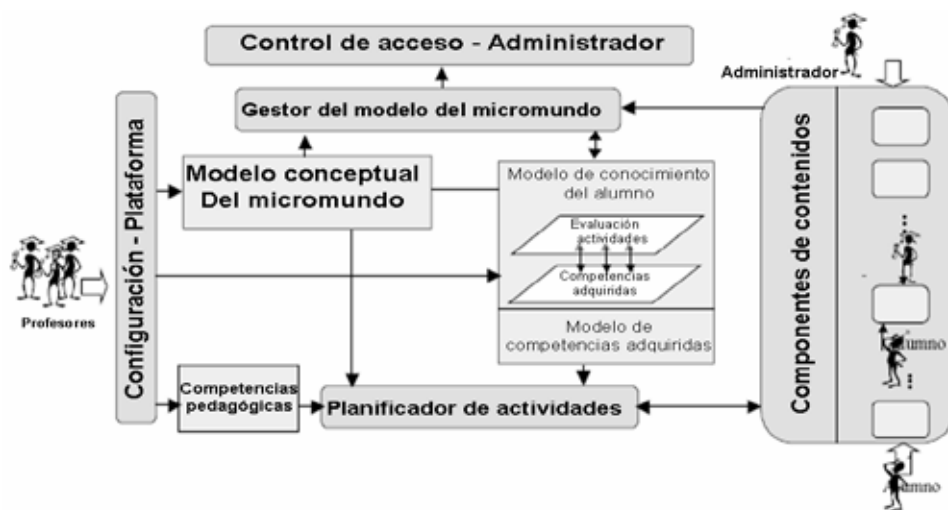 Control de acceso - Administrador
Administrador
Gestor del modelo del micromundo
Modelo conceptual
Del micromundo
Modelo de conocimiento
del alumno
Evaluación
actividades
Competencias
adquiridas
Modelo de
competencias adquiridas
Profesores
Configuración - Plataforma
Competencias
pedagógicas
Planificador de actividades
Componentes de contenidos
...
Alumno
...
Alumno